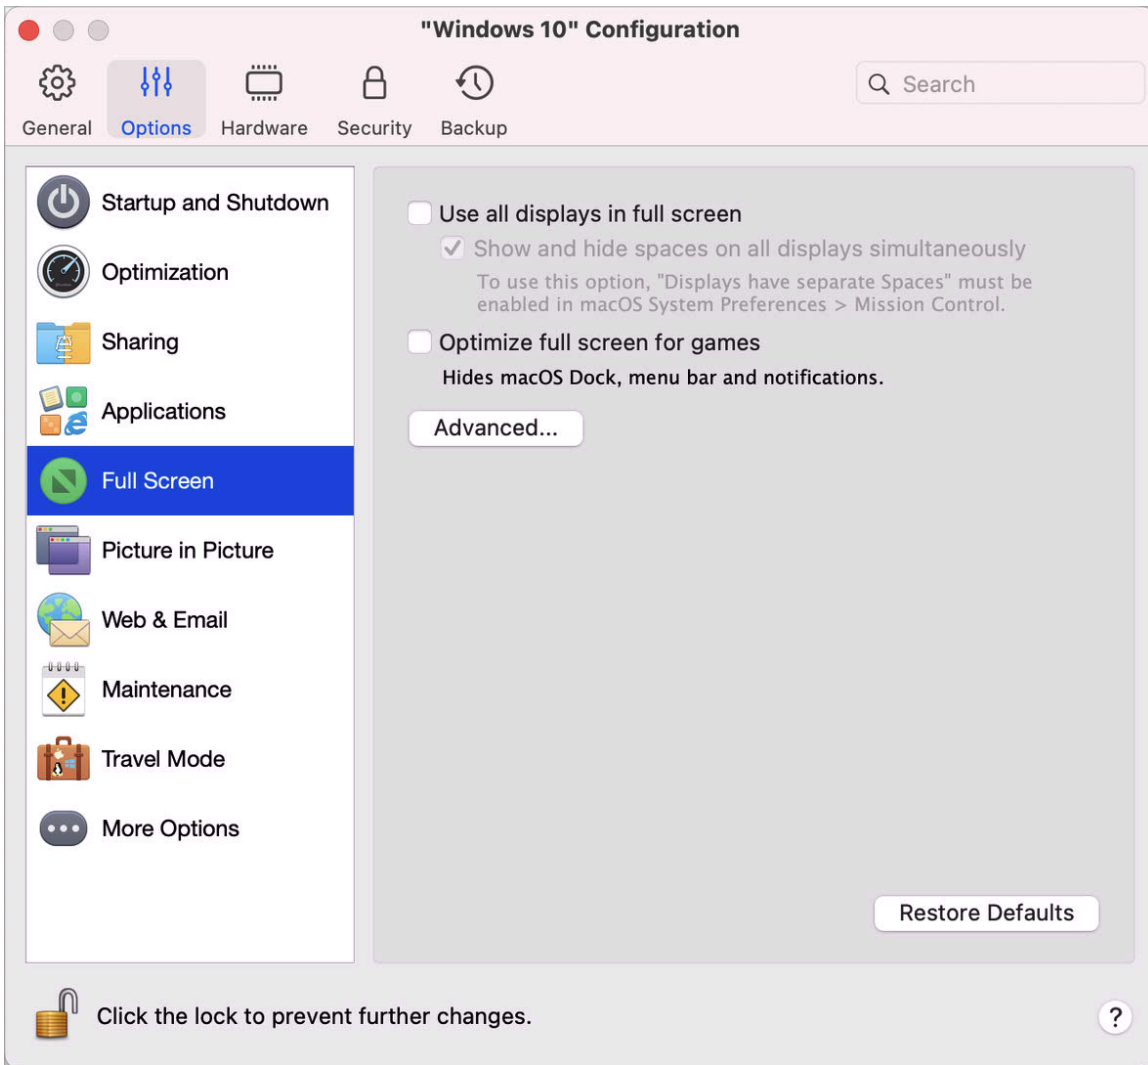 "Windows 10" Configuration
General
Options
Hardware
Security
Backup
Search
Startup and Shutdown
Optimization
Sharing
Applications
Full Screen
Picture in Picture
Web & Email
Maintenance
Travel Mode
More Options
Use all displays in full screen
Show and hide spaces on all displays simultaneously
To use this option, "Displays have separate Spaces" must be
enabled in macOS System Preferences > Mission Control.
Optimize full screen for games
Hides macOS Dock, menu bar and notifications.
Advanced...
Restore Defaults
Click the lock to prevent further changes.
?